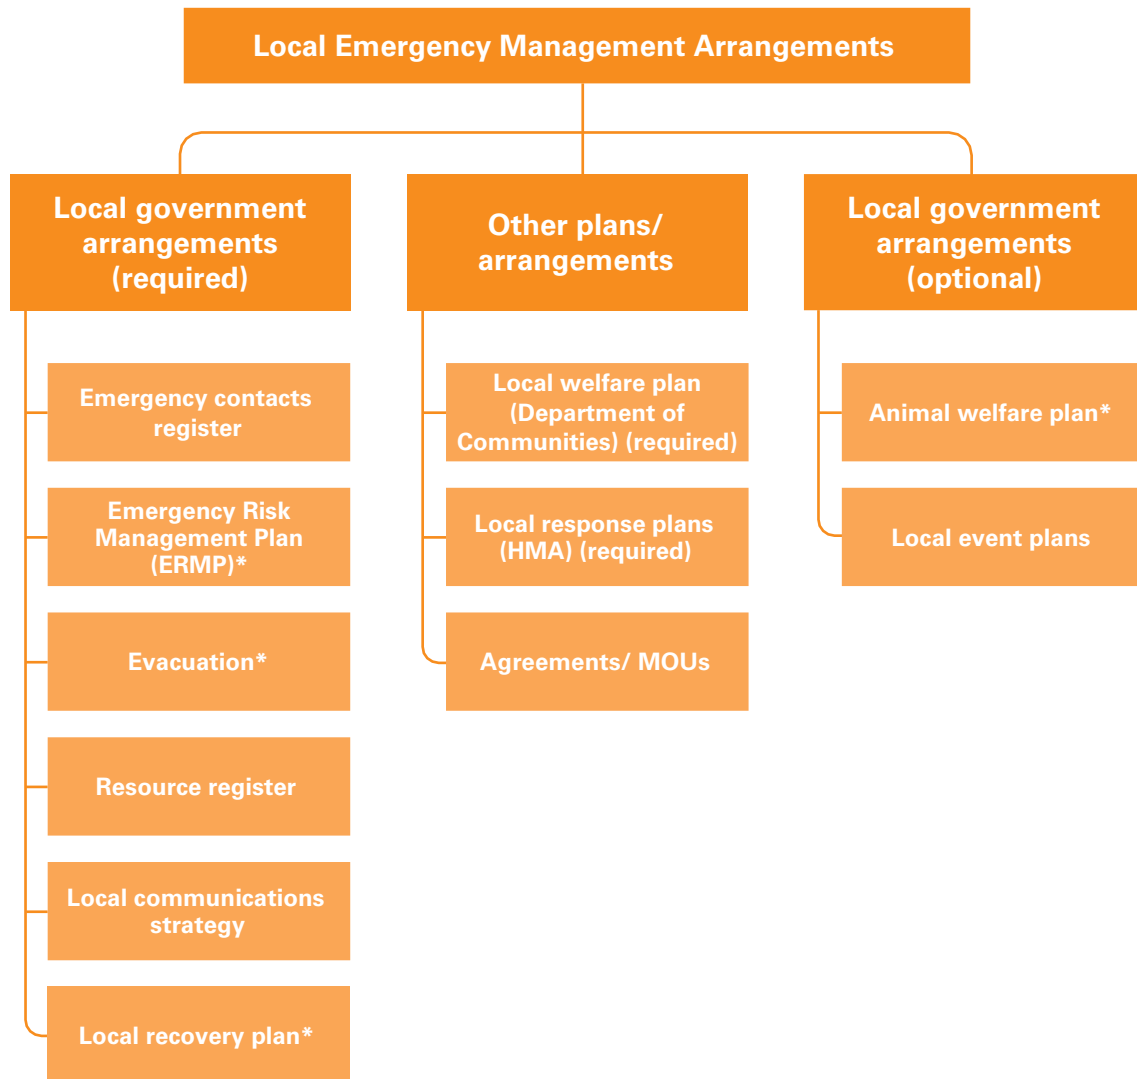 Local Emergency Management Arrangements
Local government
arrangements
(required)
Emergency contacts
register
Emergency Risk
Management Plan
(ERMP)*
Evacuation*
Resource register
Local communications
strategy
Local recovery plan*
Other plans/
arrangements
Local welfare plan
(Department of
Communities) (required)
Local response plans
(HMA) (required)
Agreements/ MOUs
Local government
arrangements
(optional)
Animal welfare plan*
Local event plans